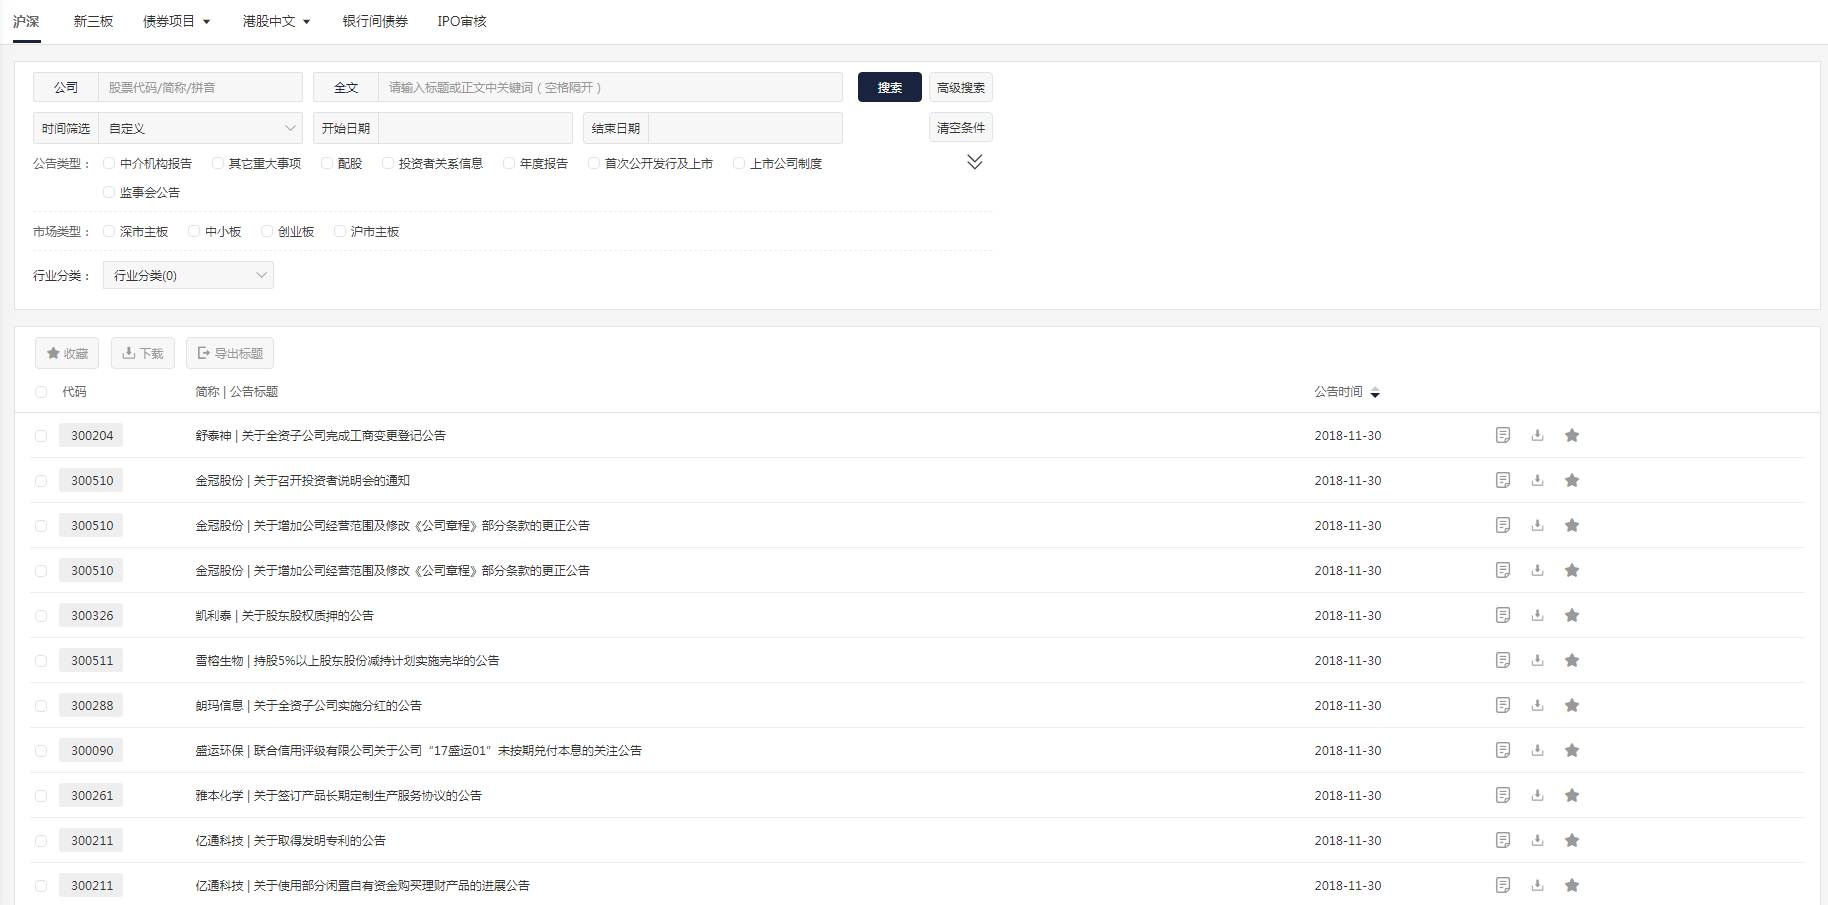 沪深 新三板 债券项目 港股中文 银行间债券 IPO审核
公司 股票代码/简称/拼音 全文 请输入标题或正文中关键词（空格隔开） 搜索 高级搜索
时间筛选 自定义 开始日期 结束日期 清空条件
公告类型： 中介机构报告 其它重大事项 配股 投资者关系信息 年度报告 首次公开发行及上市 上市公司制度
监事会公告
市场类型： 深市主板 中小板 创业板 沪市主板
行业分类： 行业分类(0)
收藏 下载 导出标题
代码 简称 | 公告标题 公告时间
300204 舒泰神 | 关于全资子公司完成工商变更登记公告 2018-11-30
300510 金冠股份 | 关于召开投资者说明会的通知 2018-11-30
300510 金冠股份 | 关于增加公司经营范围及修改《公司章程》部分条款的更正公告 2018-11-30
300510 金冠股份 | 关于增加公司经营范围及修改《公司章程》部分条款的更正公告 2018-11-30
300326 凯利泰 | 关于股东股权质押的公告 2018-11-30
300511 雪榕生物 | 持股5%以上股东股份减持计划实施完毕的公告 2018-11-30
300288 朗玛信息 | 关于全资子公司实施分红的公告 2018-11-30
300090 盛运环保 | 联合信用评级有限公司关于公司“17盛运01”未按期兑付本息的关注公告 2018-11-30
300261 雅本化学 | 关于签订产品长期定制生产服务协议的公告 2018-11-30
300211 亿通科技 | 关于取得发明专利的公告 2018-11-30
300211 亿通科技 | 关于使用部分闲置自有资金购买理财产品的进展公告 2018-11-30